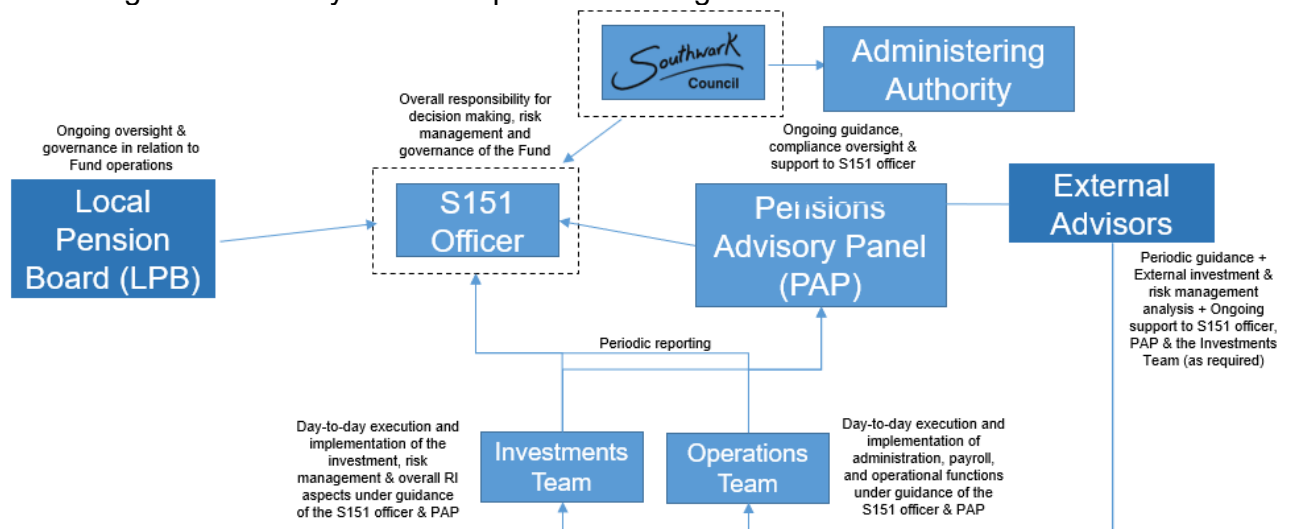 Southwark
Council
Administering
Authority
Overall responsibility for
decision making, risk
management and
governance of the Fund
Ongoing oversight &
governance in relation to
Fund operations
Ongoing guidance,
compliance oversight &
support to S151 officer
Local
Pension
Board (LPB)
S151
Officer
Pensions
Advisory Panel
(PAP)
External
Advisors
Periodic guidance +
External investment &
risk management
analysis + Ongoing
support to S151 officer,
PAP & the Investments
Team (as required)
Periodic reporting
Day-to-day execution and
implementation of the
investment, risk
management & overall RI
aspects under guidance
of the S151 officer & PAP
Investments
Team
Operations
Team
Day-to-day execution and
implementation of
administration, payroll,
and operational functions
under guidance of the
S151 officer & PAP